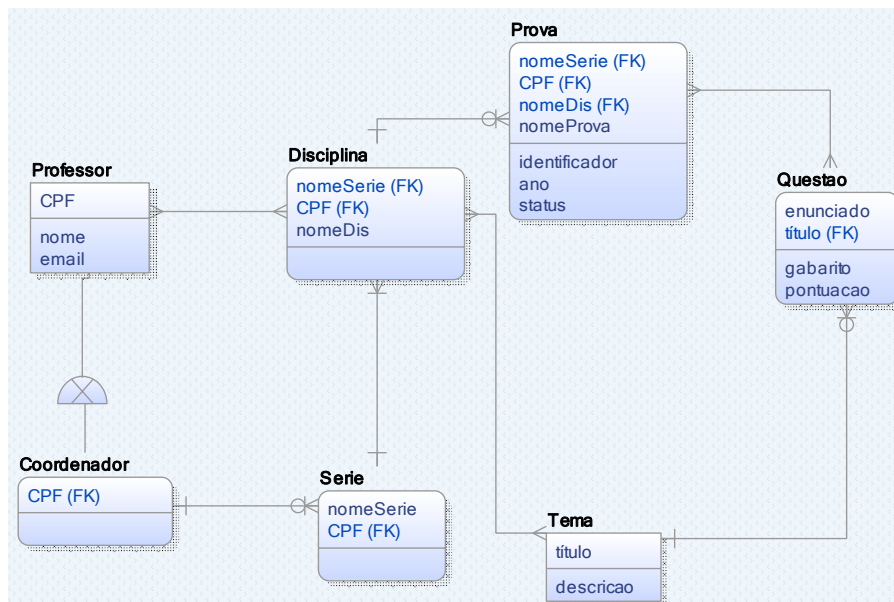 Prova
nomeSerie (FK)
CPF (FK)
nomeDis (FK)
nomeProva
identificador
ano
status
Disciplina
nomeSerie (FK)
CPF (FK)
nomeDis
Professor
CPF
nome
email
Questao
enunciado
título (FK)
gabarito
pontuacao
Coordenador
CPF (FK)
Serie
nomeSerie
CPF (FK)
Tema
título
descricao